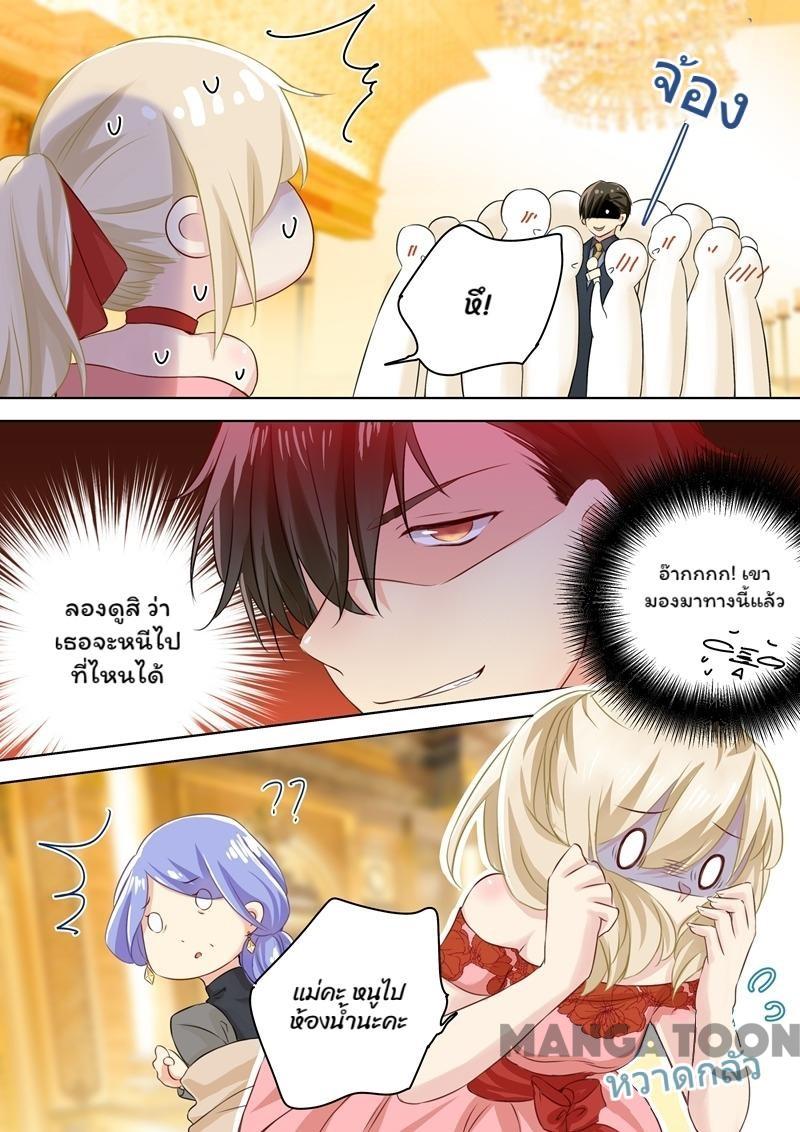 จ้อง
หึ!
อ๊ากกกก! เขา
มองมาทางนี้แล้ว
ลองดูสิ ว่า
เธอจะหนีไป
ที่ไหนได้
??
แม่คะ หนูไป
ห้องน้ำนะคะ
MANGATOON
หวาดกลัว